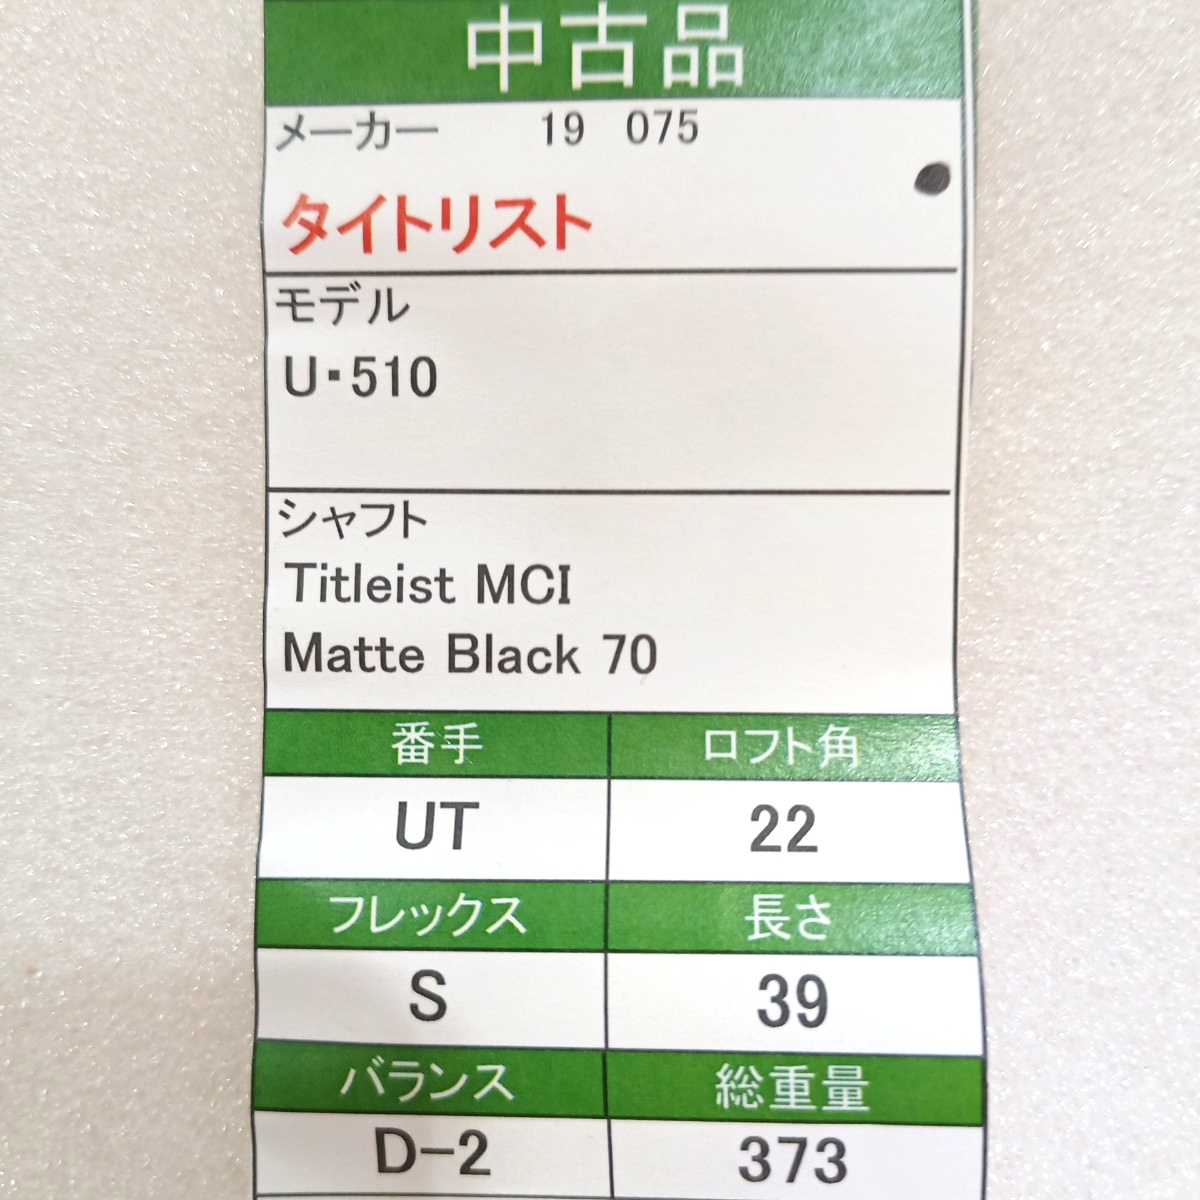 中古品
メーカー 19 075
タイトリスト
モデル
U・510
シャフト
Titleist MCI
Matte Black 70
番手 ロフト角
UT 22
フレックス 長さ
S 39
バランス 総重量
D-2 373